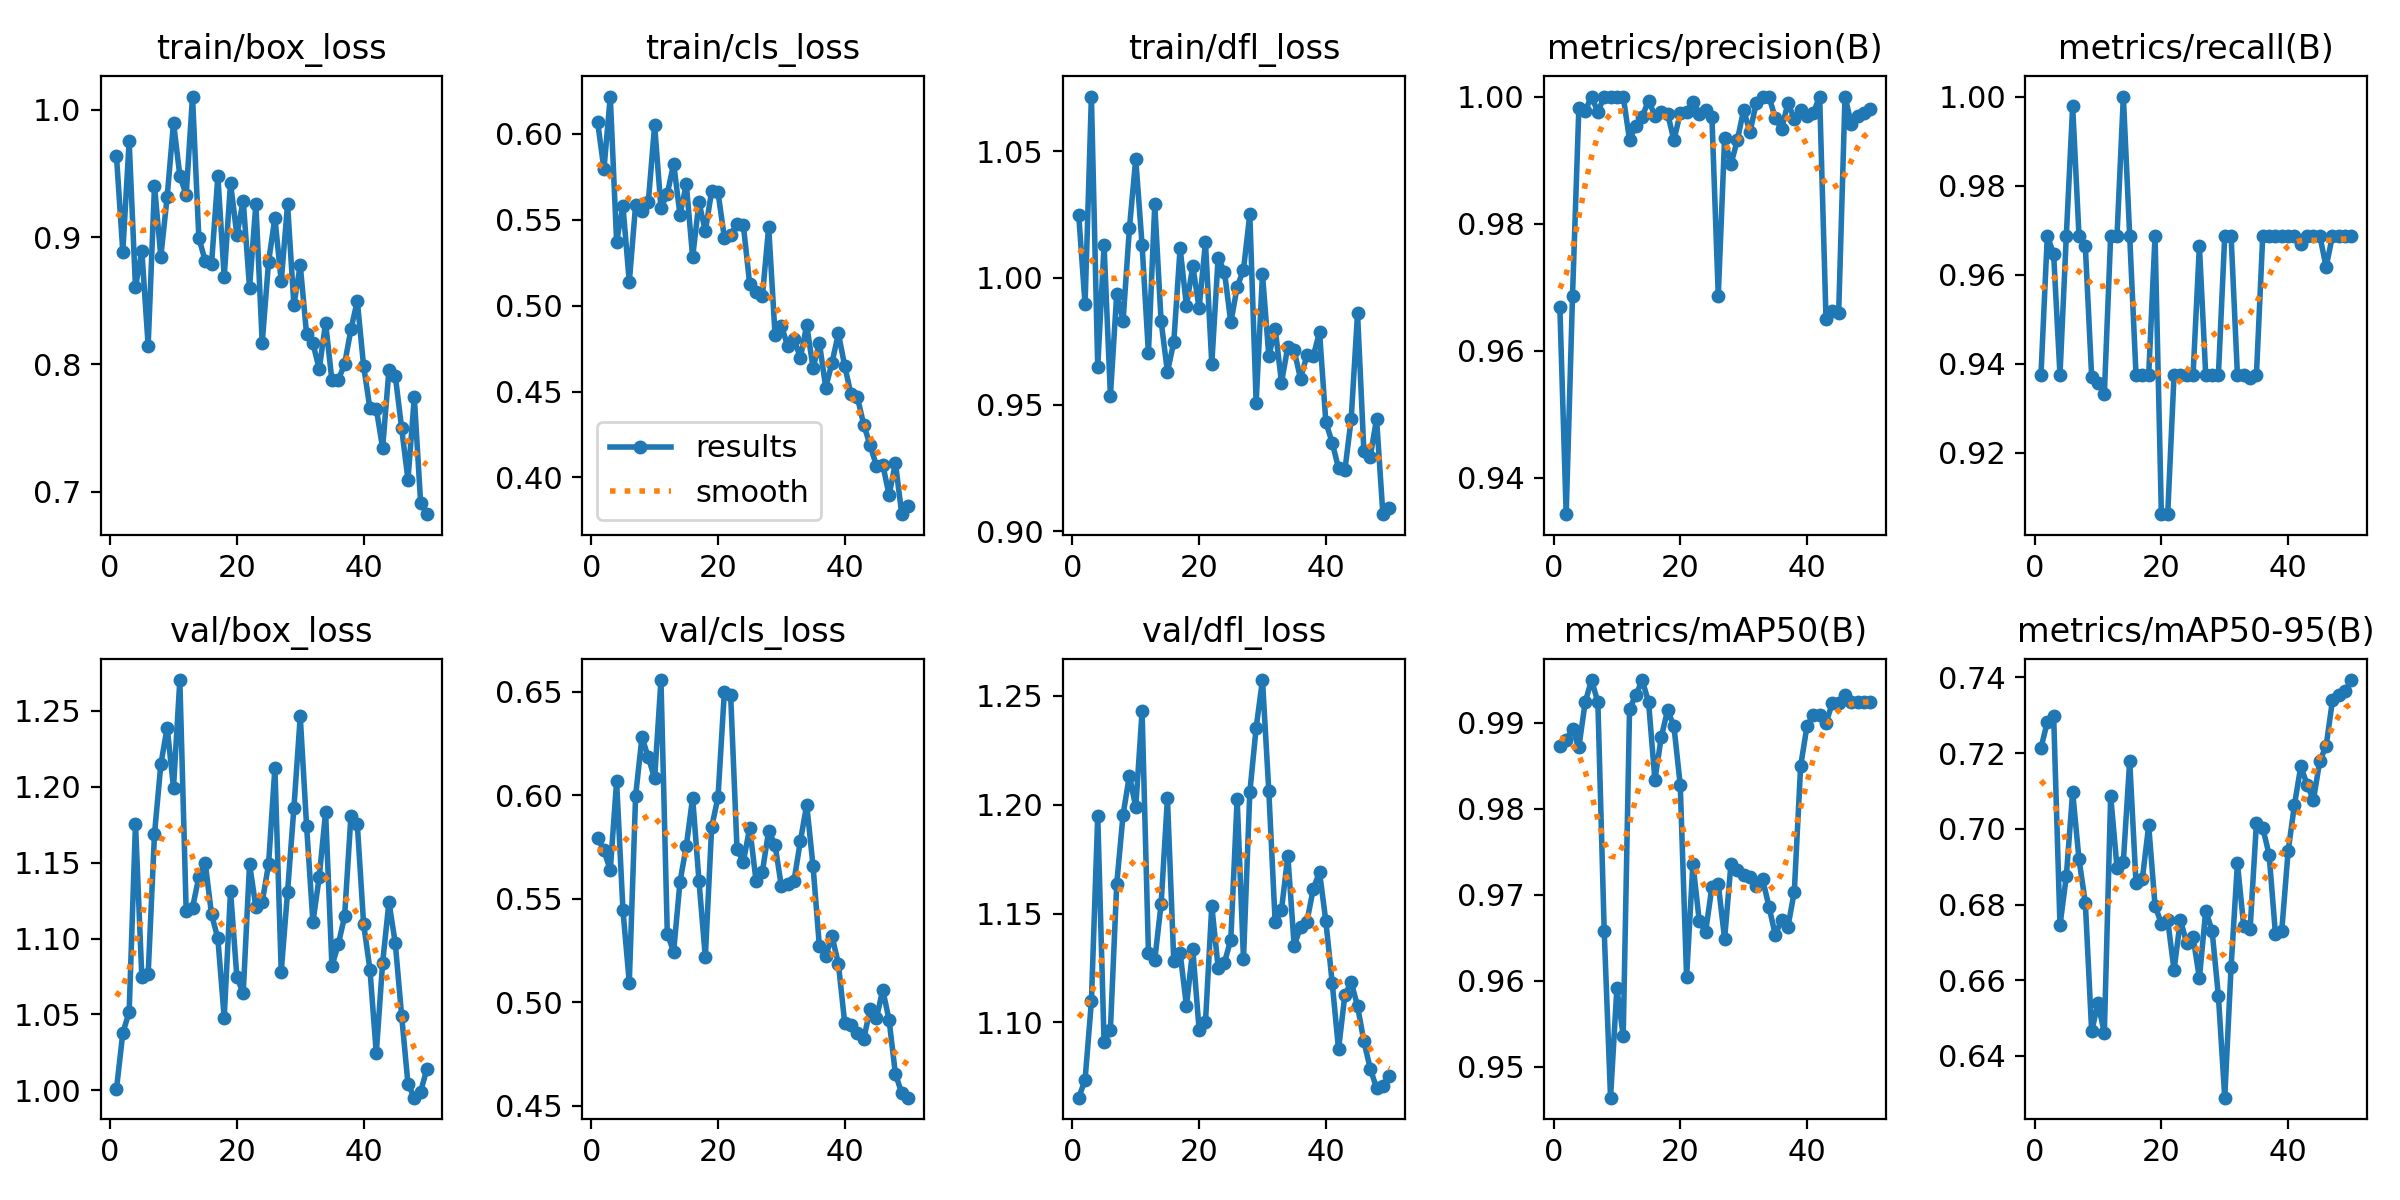 train/box_loss
train/cls_loss
train/dfl_loss
metrics/precision(B)
metrics/recall(B)
1.0
0.9
0.8
0.7
0 20 40
0.60
0.55
0.50
0.45
0.40
results
smooth
0 20 40
1.05
1.00
0.95
0.90
0 20 40
1.00
0.98
0.96
0.94
0 20 40
1.00
0.98
0.96
0.94
0.92
0 20 40
val/box_loss
val/cls_loss
val/dfl_loss
metrics/mAP50(B)
metrics/mAP50-95(B)
1.25
1.20
1.15
1.10
1.05
1.00
0 20 40
0.65
0.60
0.55
0.50
0.45
0 20 40
1.25
1.20
1.15
1.10
0 20 40
0.99
0.98
0.97
0.96
0.95
0 20 40
0.74
0.72
0.70
0.68
0.66
0.64
0 20 40